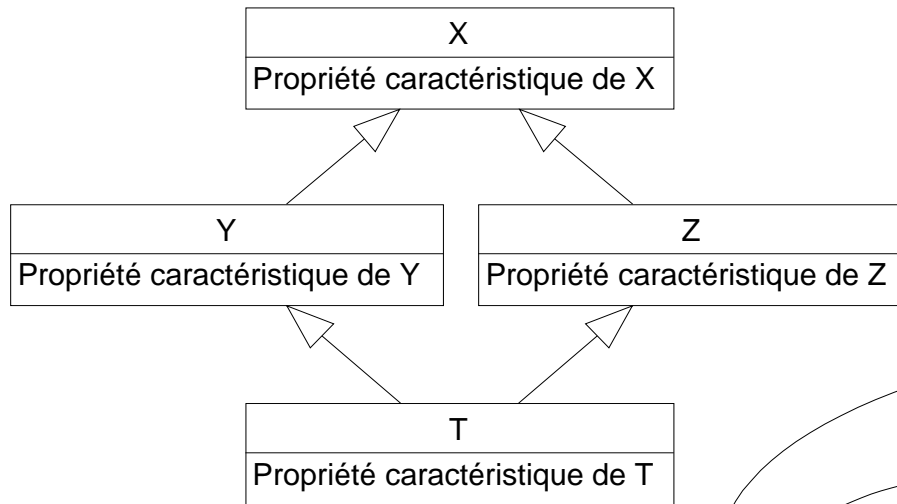 X
Propriété caractéristique de X
Y
Propriété caractéristique de Y
Z
Propriété caractéristique de Z
T
Propriété caractéristique de T